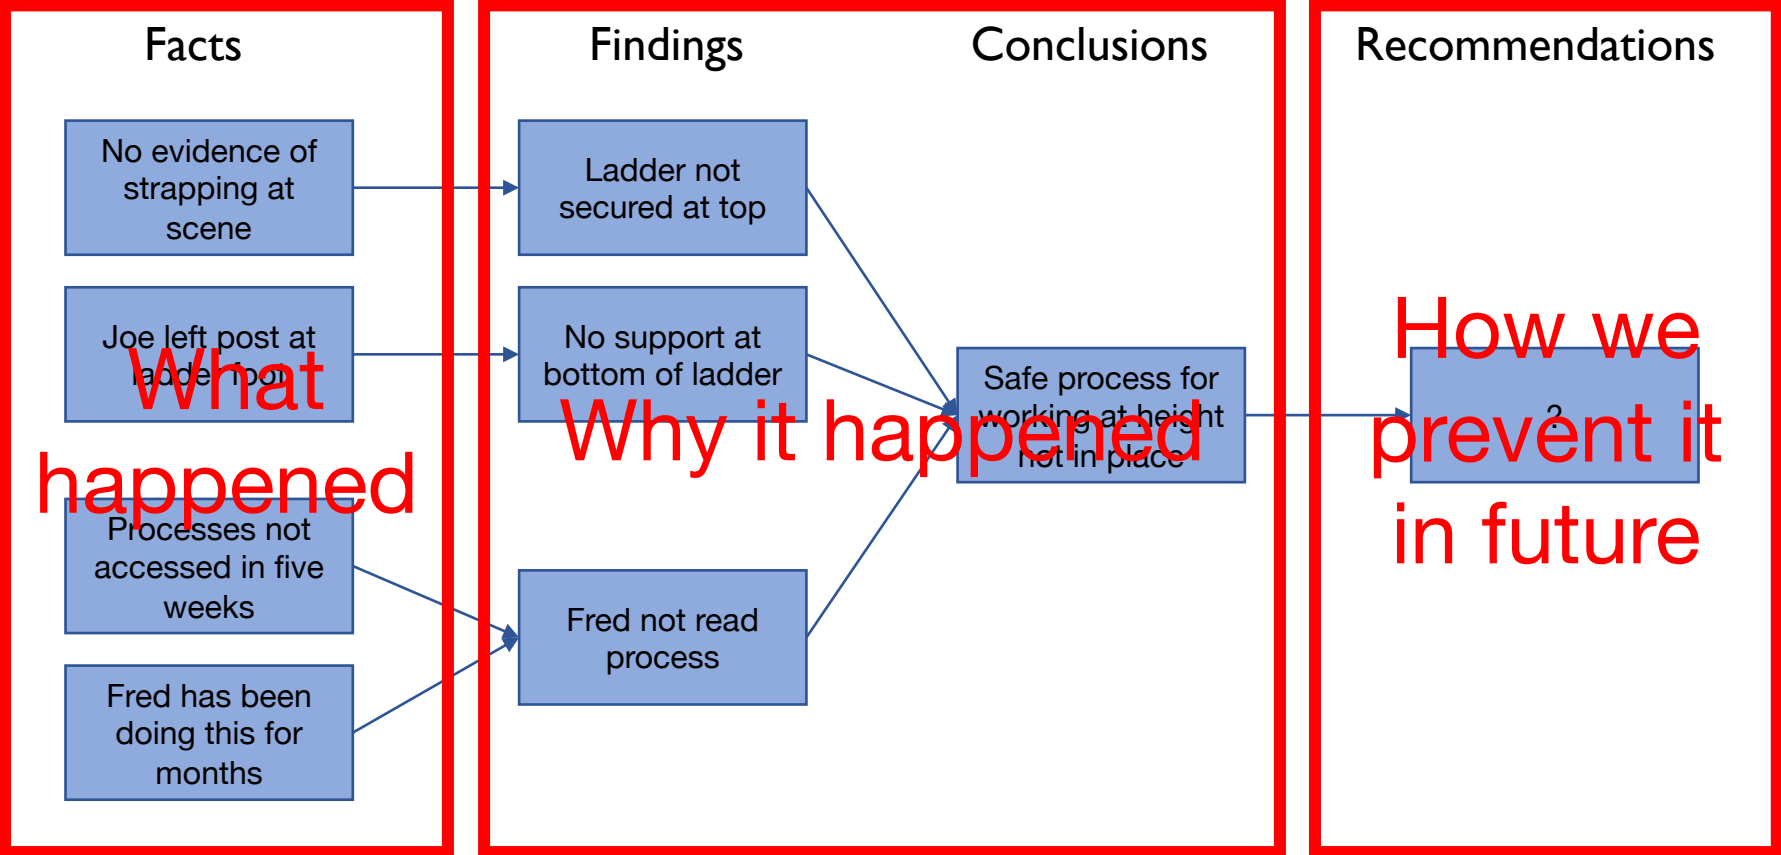 Facts
Findings
Conclusions
Recommendations
No evidence of
strapping at
scene
Joe left post at
ladder foot
Processes not
accessed in five
weeks
Fred has been
doing this for
months
What
happened
Ladder not
secured at top
No support at
bottom of ladder
Fred not read
process
Safe process for
working at height
not in place
Why it happened
?
How we
prevent it
in future